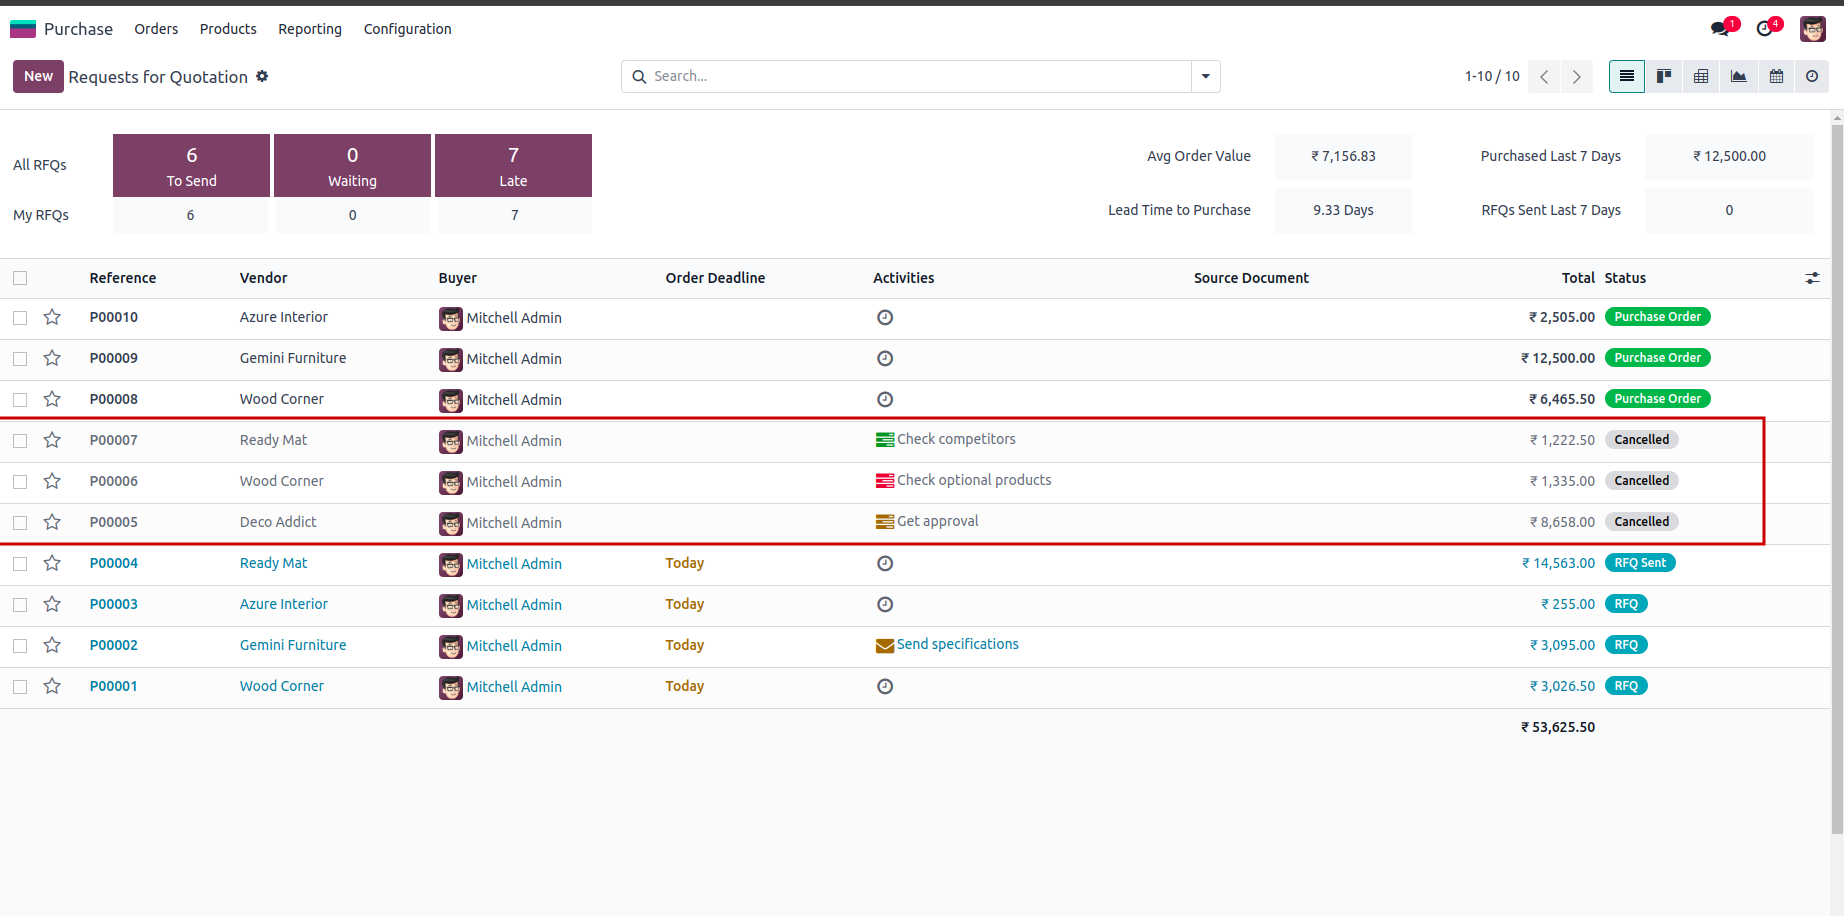 Purchase Orders Products Reporting Configuration 1 4
New Requests for Quotation Search... 1-10 / 10
All RFQs 6 To Send 0 Waiting 7 Late
My RFQs 6 0 7
Avg Order Value ₹ 7,156.83 Purchased Last 7 Days ₹ 12,500.00
Lead Time to Purchase 9.33 Days RFQs Sent Last 7 Days 0
Reference Vendor Buyer Order Deadline Activities Source Document Total Status
P00010 Azure Interior Mitchell Admin ₹ 2,505.00 Purchase Order
P00009 Gemini Furniture Mitchell Admin ₹ 12,500.00 Purchase Order
P00008 Wood Corner Mitchell Admin ₹ 6,465.50 Purchase Order
P00007 Ready Mat Mitchell Admin Check competitors ₹ 1,222.50 Cancelled
P00006 Wood Corner Mitchell Admin Check optional products ₹ 1,335.00 Cancelled
P00005 Deco Addict Mitchell Admin Get approval ₹ 8,658.00 Cancelled
P00004 Ready Mat Mitchell Admin Today ₹ 14,563.00 RFQ Sent
P00003 Azure Interior Mitchell Admin Today ₹ 255.00 RFQ
P00002 Gemini Furniture Mitchell Admin Today Send specifications ₹ 3,095.00 RFQ
P00001 Wood Corner Mitchell Admin Today ₹ 3,026.50 RFQ
₹ 53,625.50